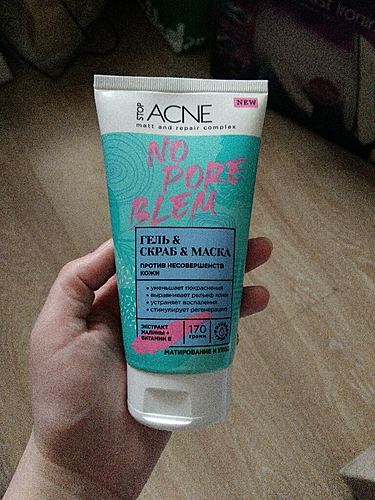 NEW
STOP ACNE
matt and repair complex
NO
PORE
BLEM
ГЕЛЬ &
СКРАБ & МАСКА
ПРОТИВ НЕСОВЕРШЕНСТВ
КОЖИ
• уменьшает покраснения
• выравнивает рельеф кожи
• устраняет воспаления
• стимулирует регенерацию
ЭКСТРАКТ
МАЛИНЫ +
ВИТАМИН Е
170
грамм
МАТИРОВАНИЕ И УХОД